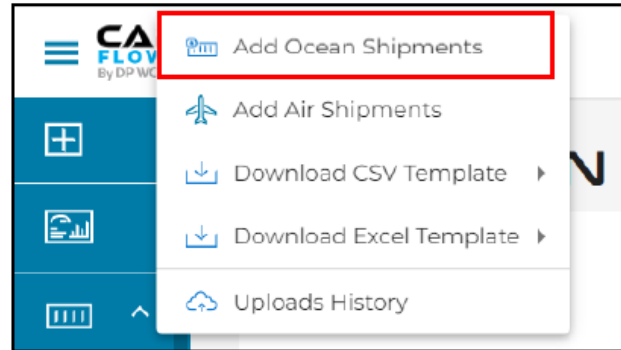 CA
FLOW
By DP WO
Add Ocean Shipments
Add Air Shipments
Download CSV Template
N
Download Excel Template
Uploads History